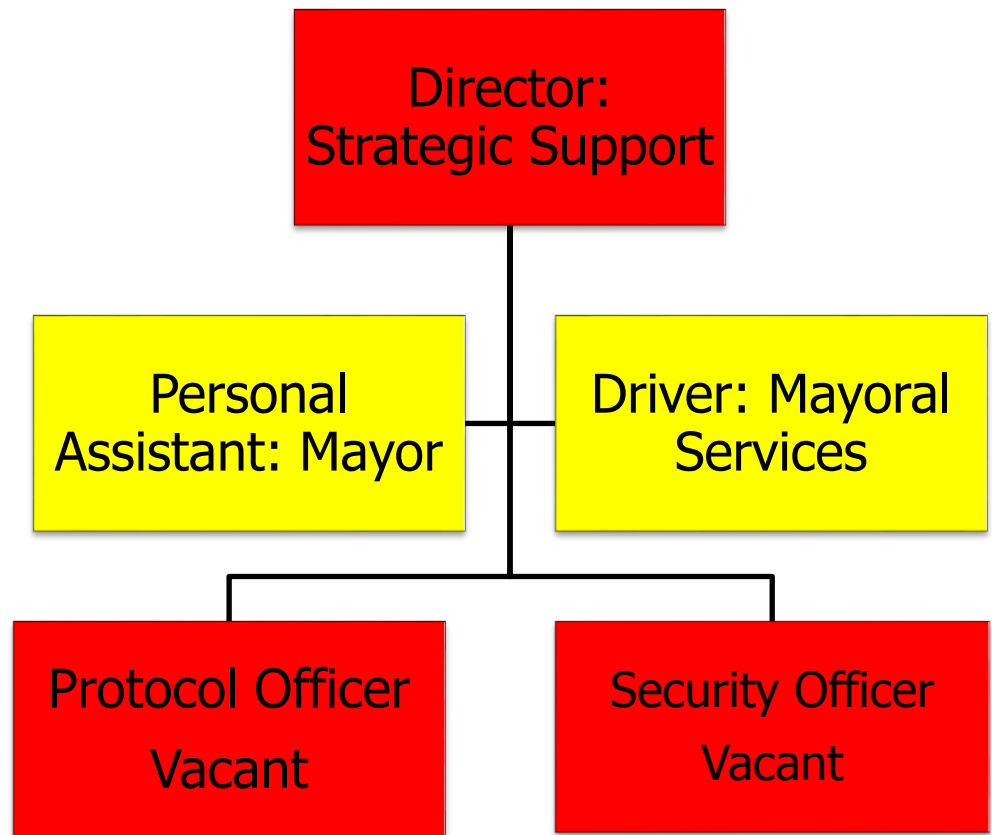 Director:
Strategic Support
Personal
Assistant: Mayor
Driver: Mayoral
Services
Protocol Officer
Vacant
Security Officer
Vacant